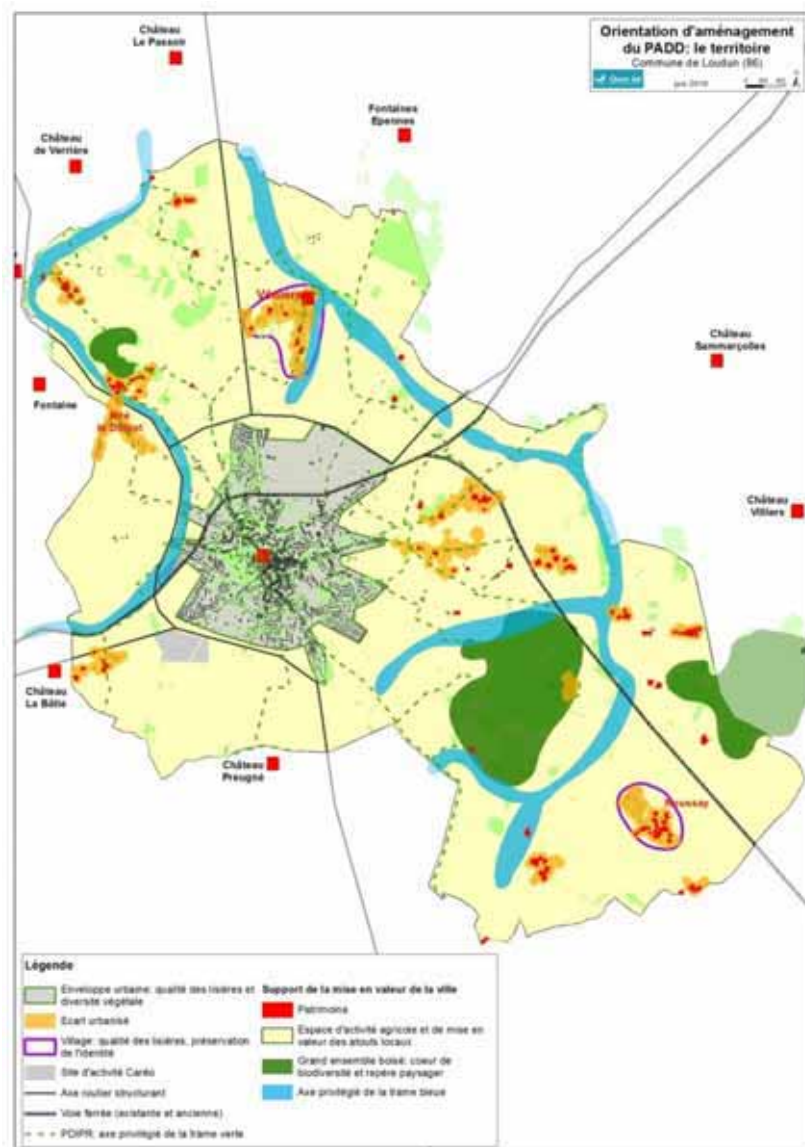 Orientation d'aménagement
du PADD: le territoire
Commune de Loudun (86)
Château
Le Passoir
Château
de Verrière
Fontaines
Epennes
Château
Sammarçolles
Fontaine
Château
Villiers
Château
La Bâtie
Château
Preugné
Légende
Enveloppe urbaine: qualité des lisières et
diversité végétale
Ecart urbanisé
Village: qualité des lisières, préservation
de l'identité
Site d'activité Caréo
Axe routier structurant
Voie ferrée (existante et ancienne)
PDIPR: axe privilégié de la trame verte
Support de la mise en valeur de la ville
Patrimoine
Espace d'activité agricole et de mise en
valeur des atouts locaux
Grand ensemble boisé: coeur de
biodiversité et repère paysager
Axe privilégié de la trame bleue